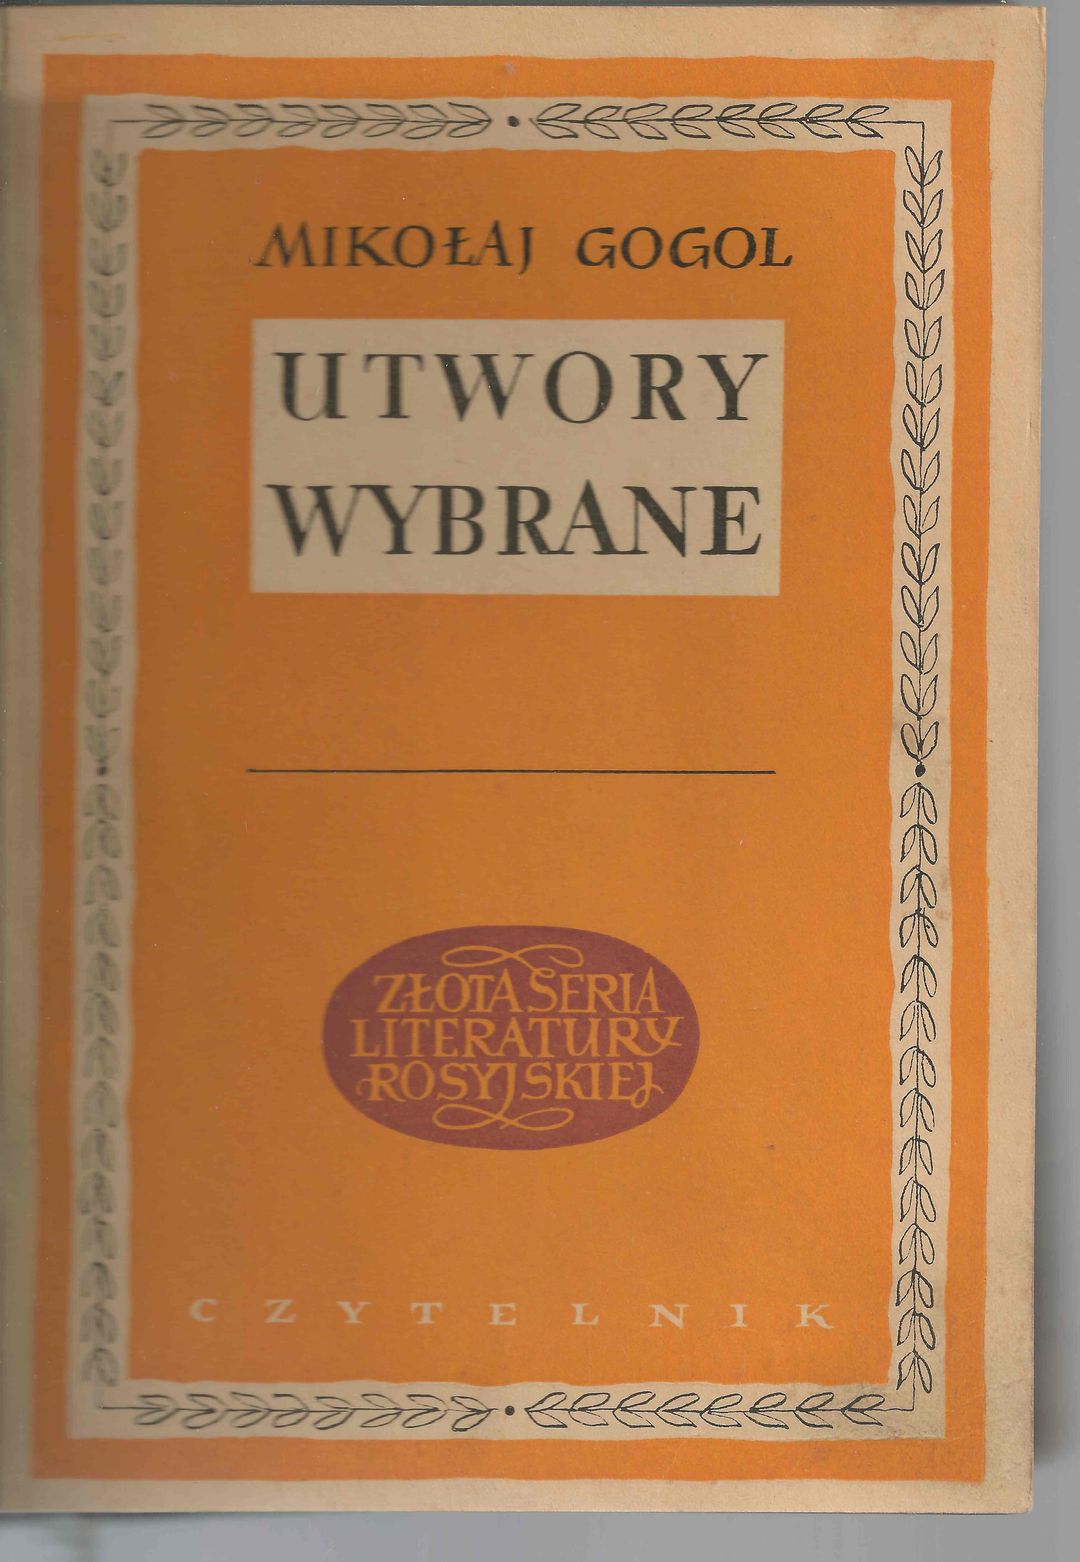 MIKOŁAJ GOGOL
UTWORY
WYBRANE
ZŁOTA SERIA
LITERATURY
ROSYJSKIEJ
CZYTELNIK